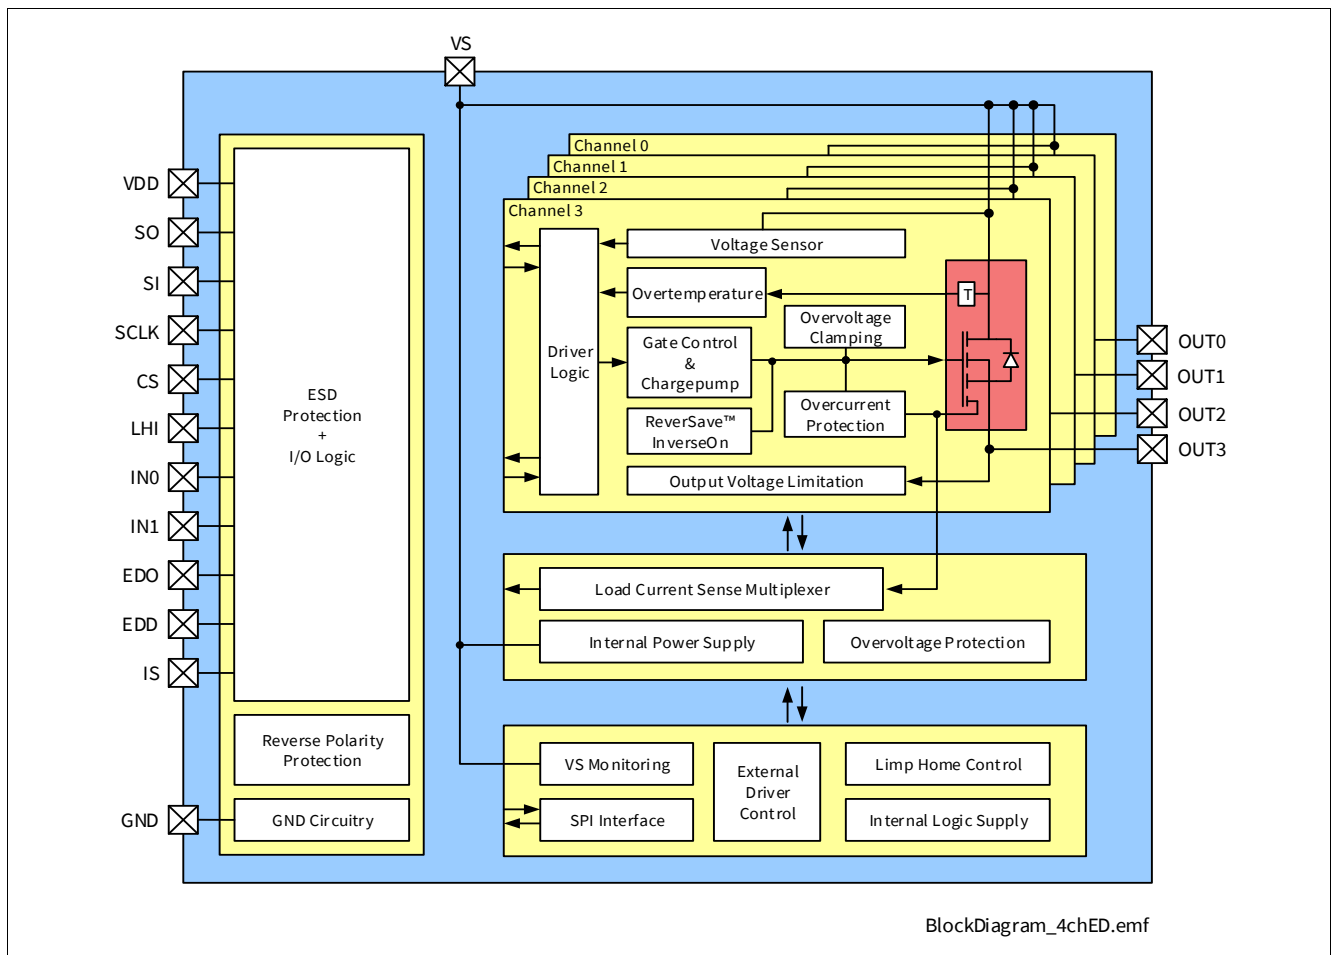 VS
VDD
SO
SI
SCLK
CS
LHI
IN0
IN1
EDO
EDD
IS
GND
ESD
Protection
+
I/O Logic
Reverse Polarity
Protection
GND Circuitry
Channel 0
Channel 1
Channel 2
Channel 3
Driver
Logic
Voltage Sensor
Overtemperature
T
Gate Control
&
Chargepump
Overvoltage
Clamping
ReverSave™
InverseOn
Overcurrent
Protection
Output Voltage Limitation
OUT0
OUT1
OUT2
OUT3
Load Current Sense Multiplexer
Internal Power Supply
Overvoltage Protection
VS Monitoring
SPI Interface
External
Driver
Control
Limp Home Control
Internal Logic Supply
BlockDiagram_4chED.emf